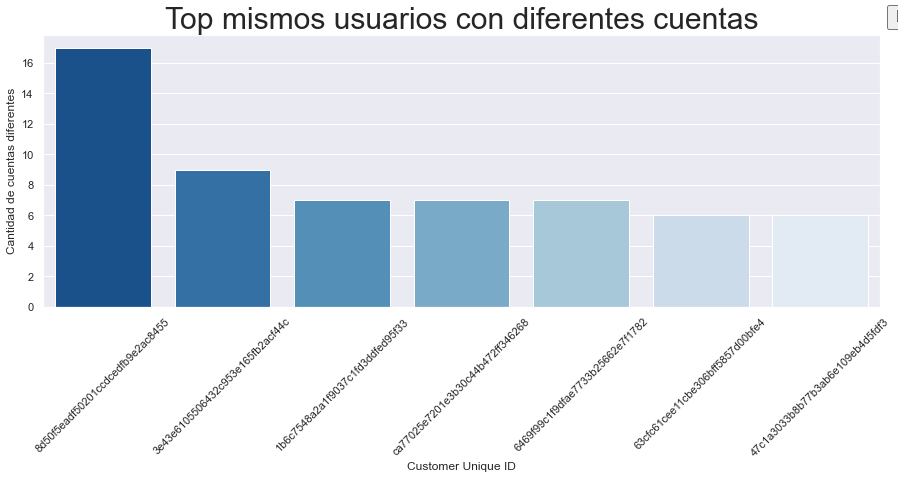 Top mismos usuarios con diferentes cuentas
Cantidad de cuentas diferentes
16
14
12
10
8
6
4
2
0
8d50f5eadf50201ccdcedfb9e2ac8455
3e43e6105506432c953e165fb2acf44c
1b6c7548a2a1f9037c1fd3ddfed95f33
ca77025e7201e3b30c44b472ff346268
6469f99c1f9dfae7733b25662e7f1782
63cfc61cee11cbe306bff5857d00bfe4
47c1a3033b8b77b3ab6e109eb4d5fdf3
Customer Unique ID